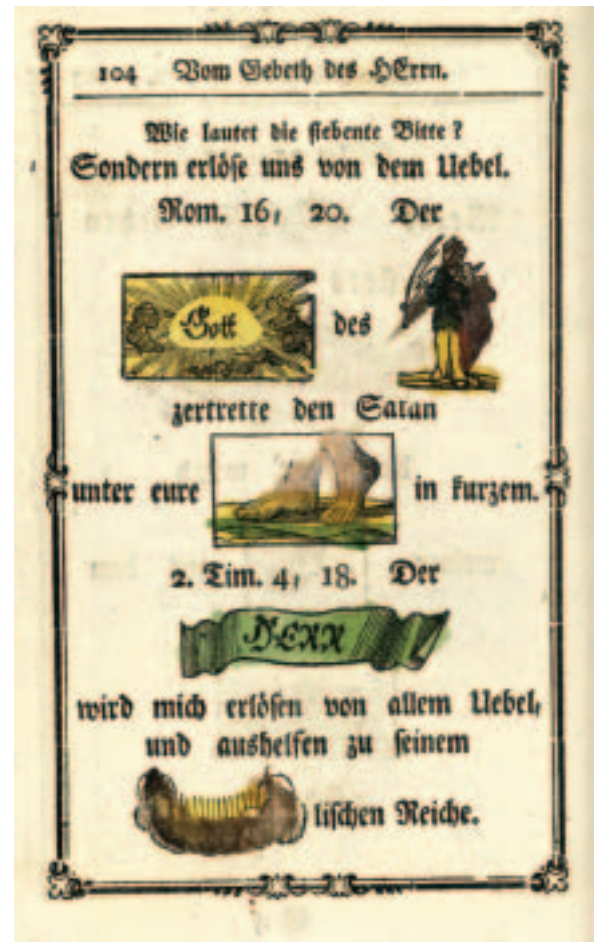 104 Vom Gebeth des HErrn.
Wie lautet die siebente Bitte?
Sondern erlöse uns von dem Uebel.
Rom. 16, 20. Der
Gott des
zertrette den Satan
unter eure in kurzem.
2. Tim. 4, 18. Der
HERR
wird mich erlösen von allem Uebel,
und aushelfen zu seinem
lischen Reiche.